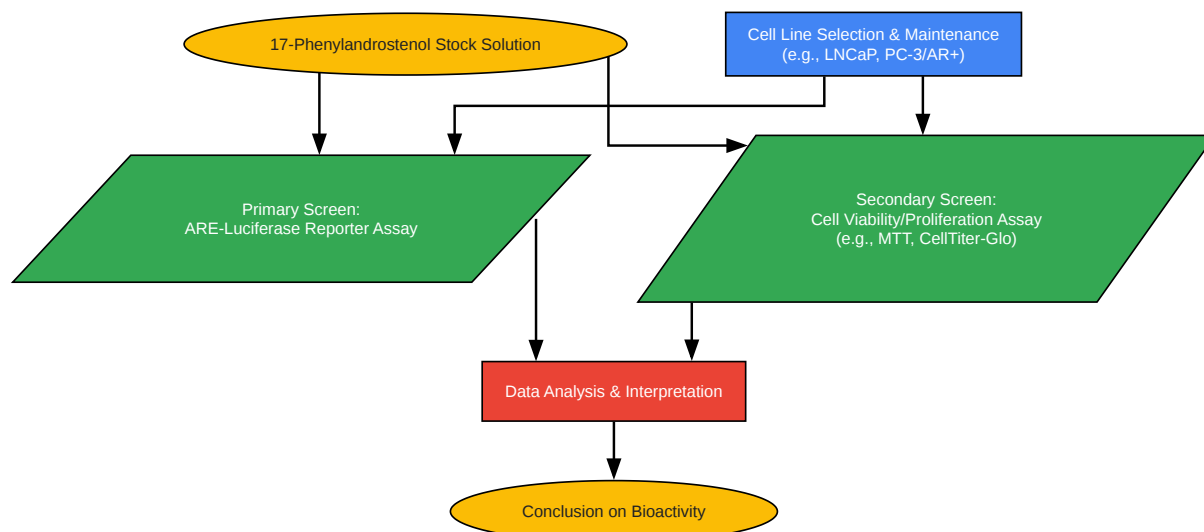 17-Phenylandrostenol Stock Solution
Cell Line Selection & Maintenance
(e.g., LNCaP, PC-3/AR+)
Primary Screen:
ARE-Luciferase Reporter Assay
Secondary Screen:
Cell Viability/Proliferation Assay
(e.g., MTT, CellTiter-Glo)
Data Analysis & Interpretation
Conclusion on Bioactivity